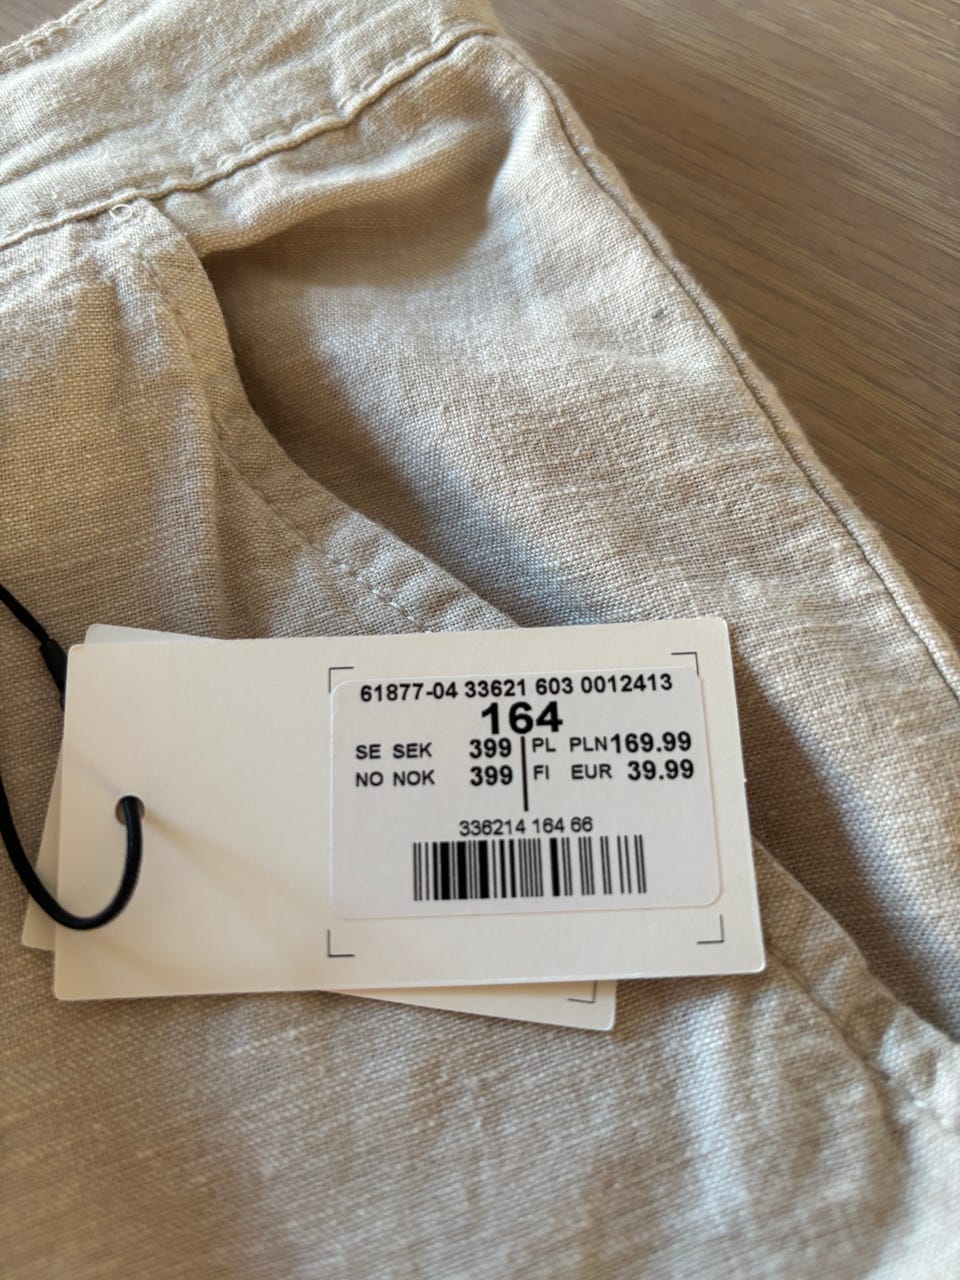 61877-04 33621 603 0012413
164
SE SEK 399 PL PLN169.99
NO NOK 399 FI EUR 39.99
336214 164 66